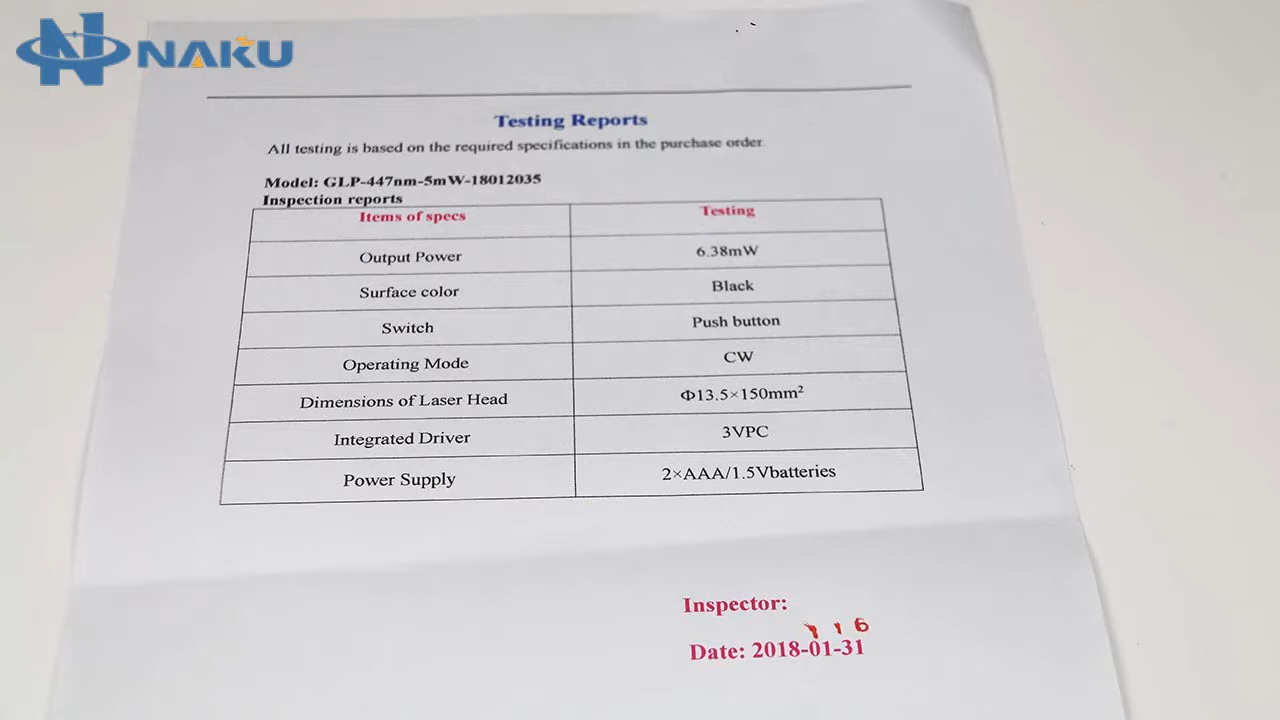 NAKU
Testing Reports
All testing is based on the required specifications in the purchase order.
Model: GLP-447nm-5mW-18012035
Inspection reports
Items of specs Testing
Output Power 6.38mW
Surface color Black
Switch Push button
Operating Mode CW
Dimensions of Laser Head Φ13.5×150mm²
Integrated Driver 3VPC
Power Supply 2×AAA/1.5Vbatteries
Inspector:
Date: 2018-01-31